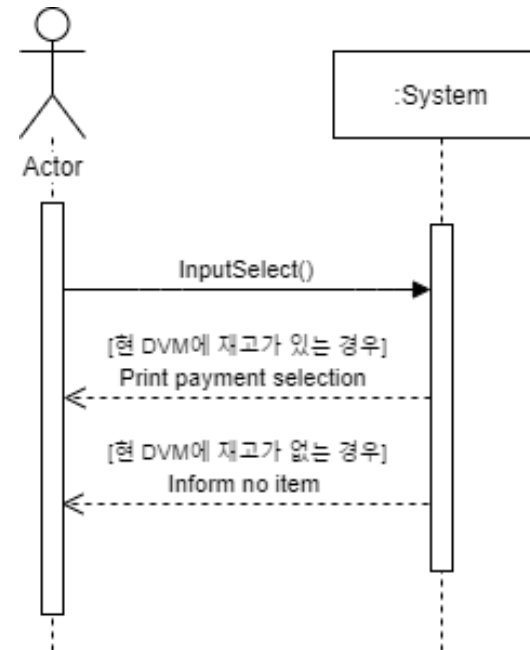 :System
Actor
InputSelect()
[현 DVM에 재고가 있는 경우]
Print payment selection
[현 DVM에 재고가 없는 경우]
Inform no item